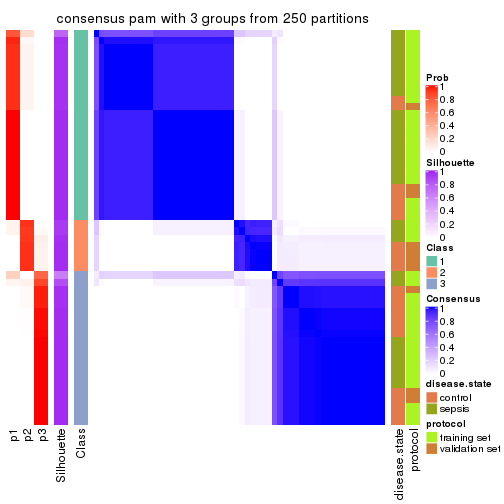 consensus pam with 3 groups from 250 partitions
Prob
1
0.8
0.6
0.4
0.2
0
Silhouette
1
0.8
0.6
0.4
0.2
0
Class
1
2
3
Consensus
1
0.8
0.6
0.4
0.2
0
disease.state
control
sepsis
protocol
training set
validation set
p1
p2
p3
Silhouette
Class
disease.state
protocol